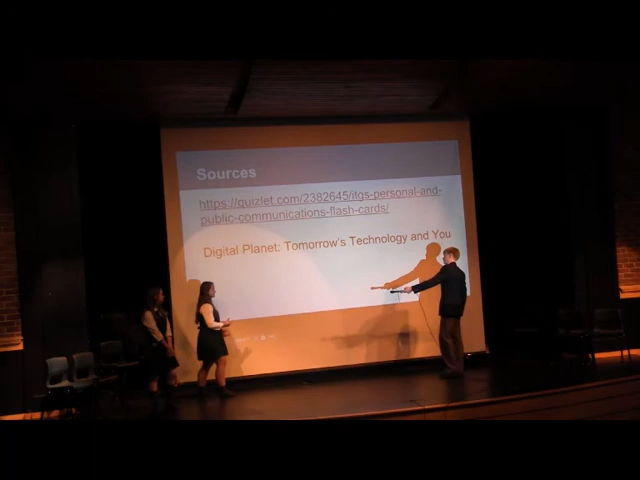 Sources
https://quizlet.com/2382645/itgs-personal-and-
public-communications-flash-cards/
Digital Planet: Tomorrow's Technology and You